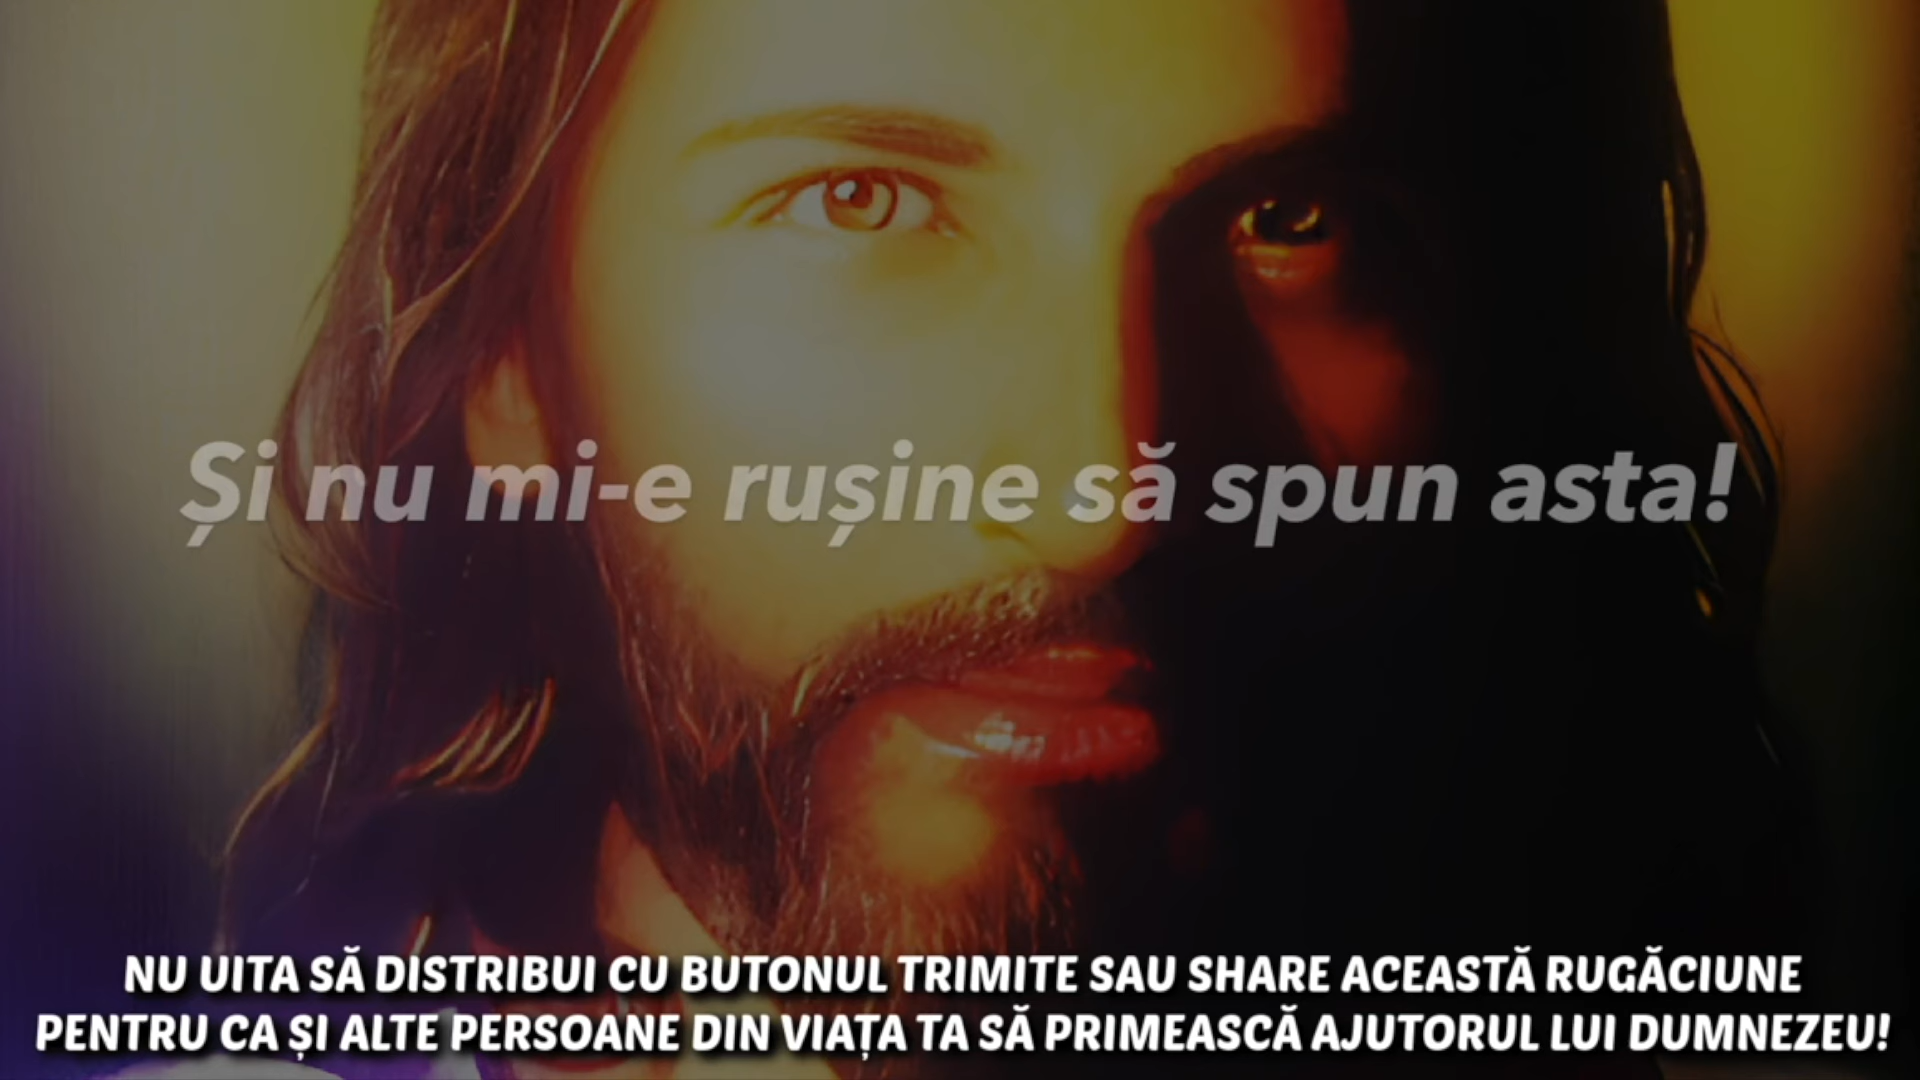 Și nu mi-e rușine să spun asta!
NU UITA SĂ DISTRIBUI CU BUTONUL TRIMITE SAU SHARE ACEASTĂ RUGĂCIUNE
PENTRU CA ȘI ALTE PERSOANE DIN VIAȚA TA SĂ PRIMEASCĂ AJUTORUL LUI DUMNEZEU!